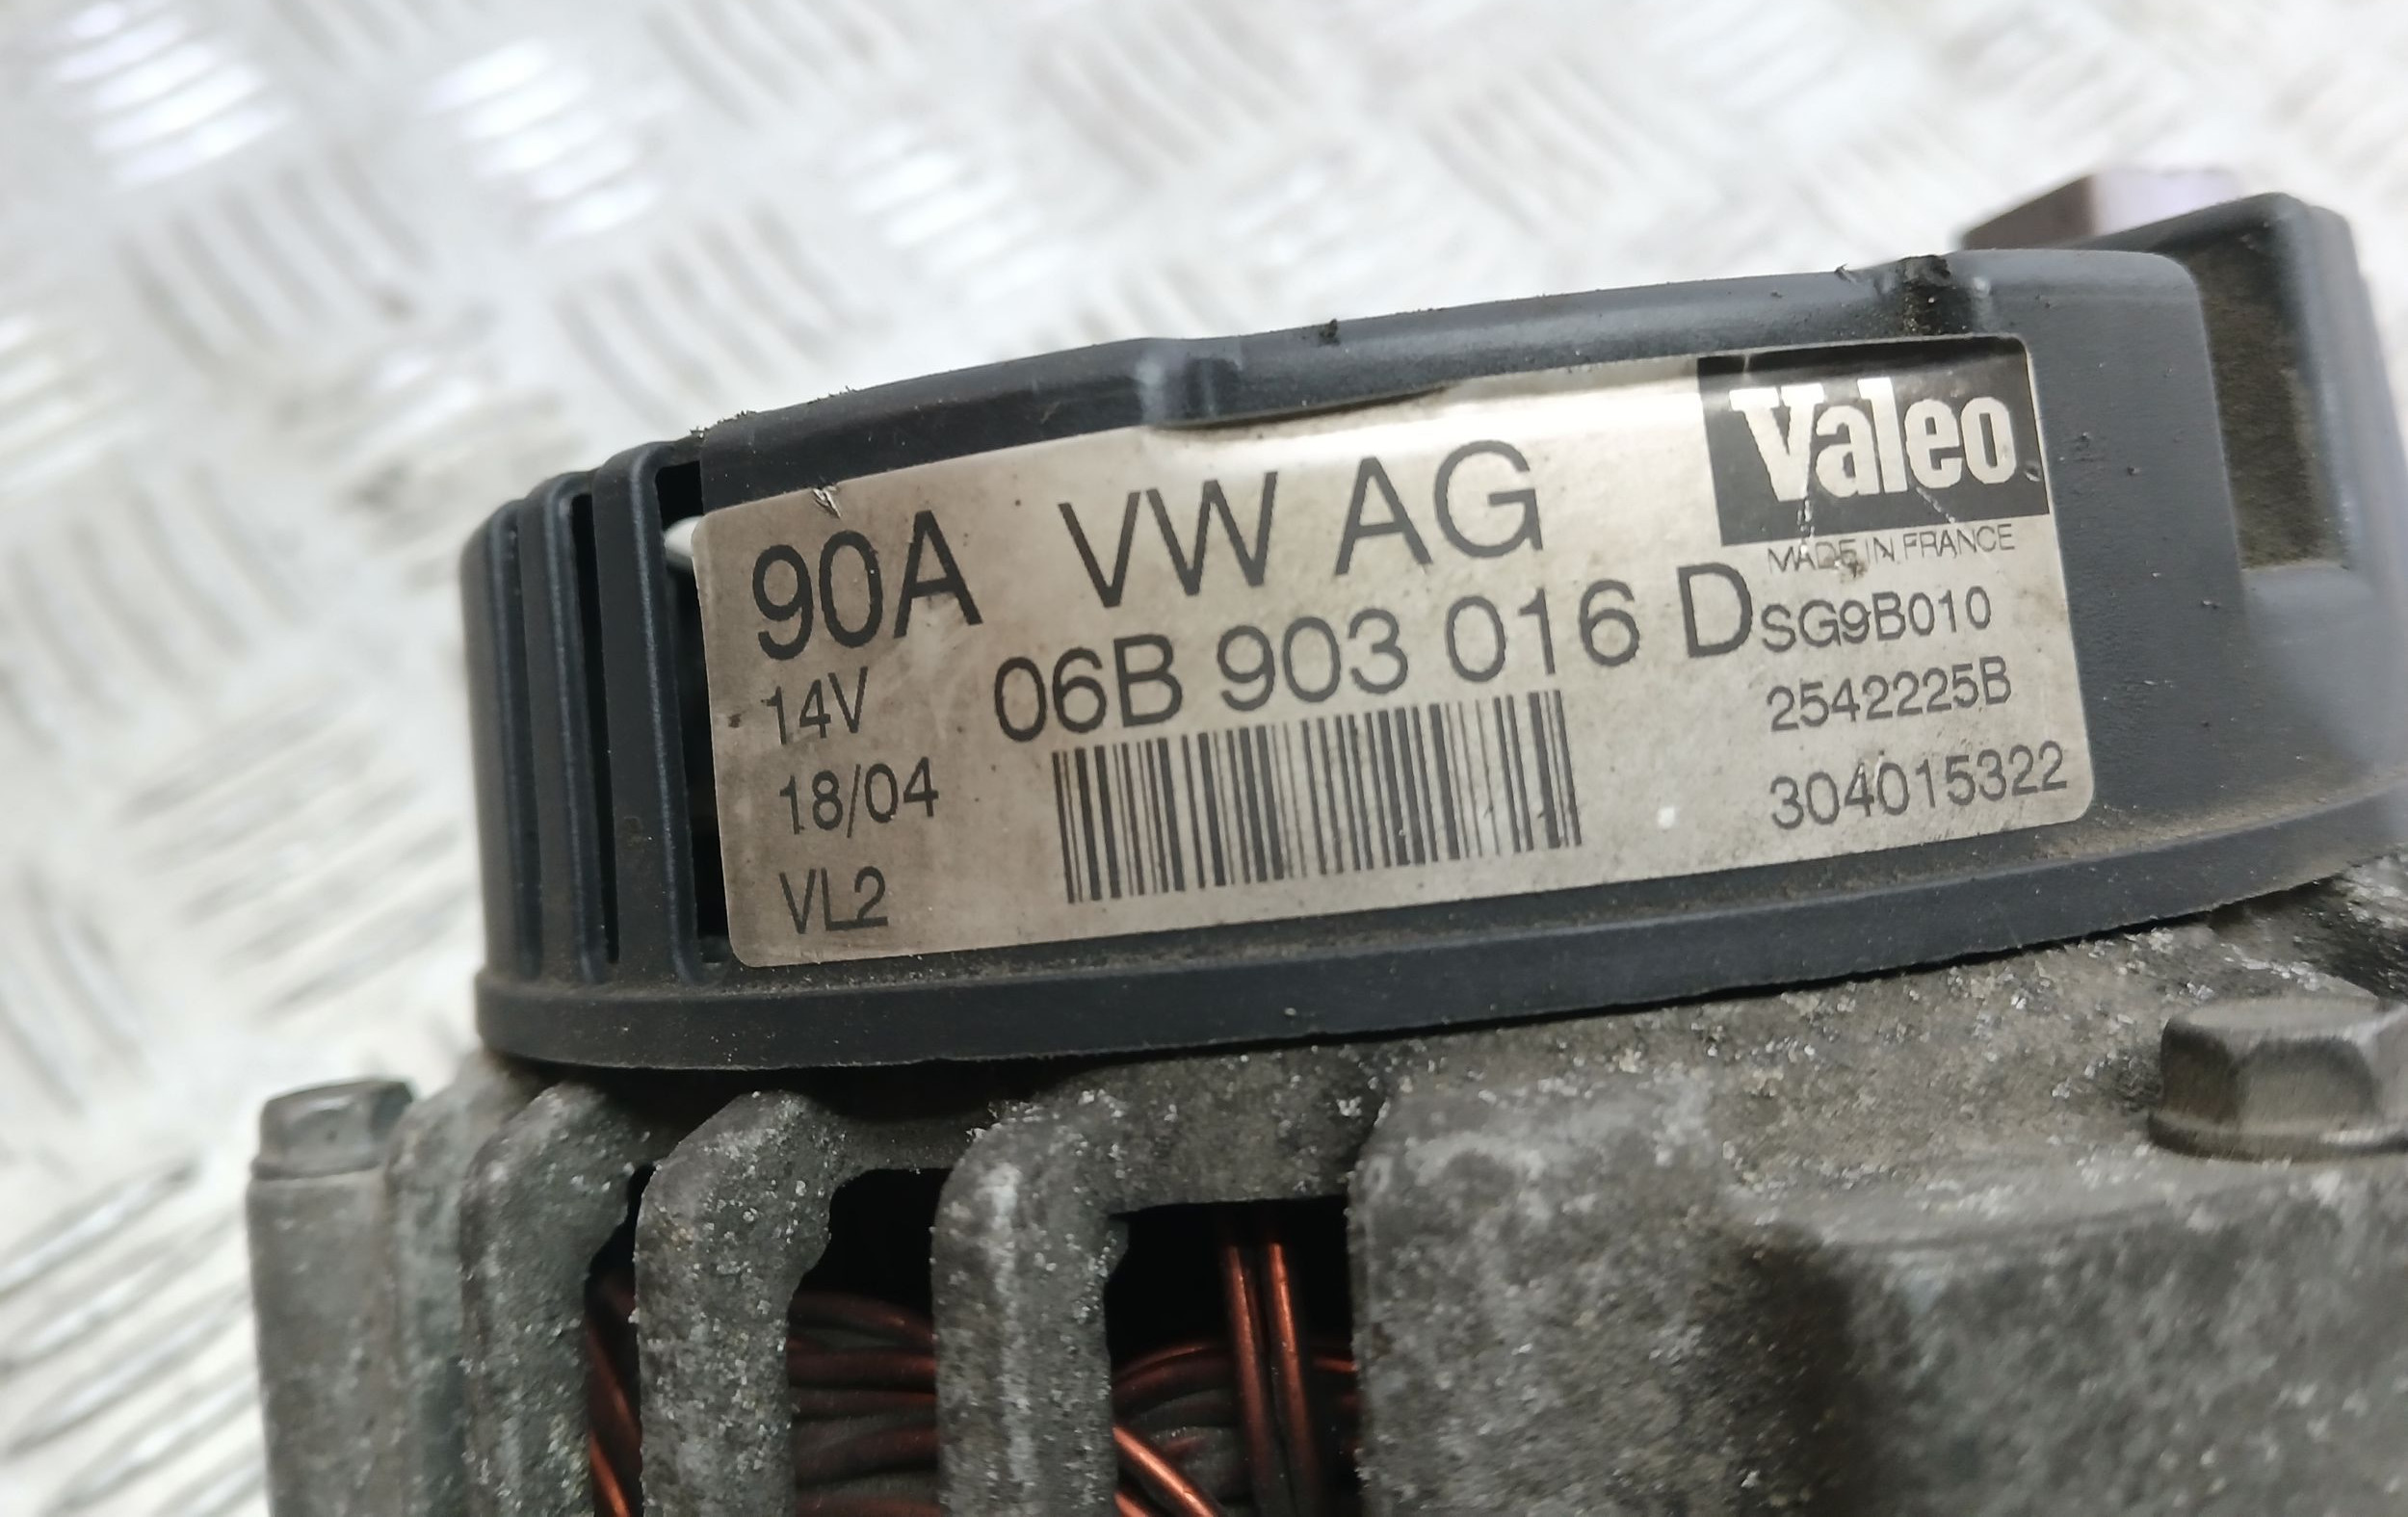 90A VW AG Valeo
MADE IN FRANCE
14V 06B 903 016 D SG9B010
2542225B
18/04 304015322
VL2